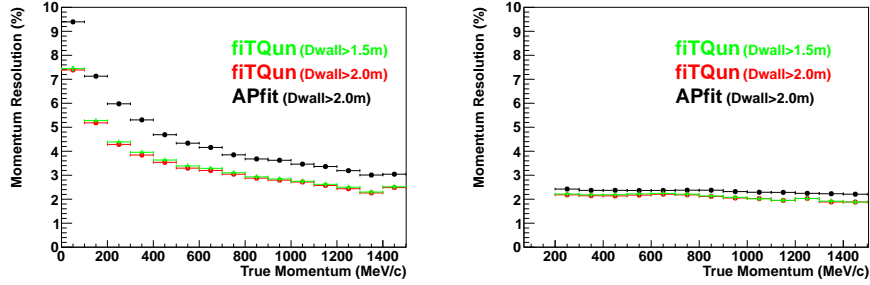 Momentum Resolution (%)
10
9
8
7
6
5
4
3
2
1
0
fiTQun (Dwall>1.5m)
fiTQun (Dwall>2.0m)
APfit (Dwall>2.0m)
0 200 400 600 800 1000 1200 1400
True Momentum (MeV/c)
Momentum Resolution (%)
10
9
8
7
6
5
4
3
2
1
0
fiTQun (Dwall>1.5m)
fiTQun (Dwall>2.0m)
APfit (Dwall>2.0m)
200 400 600 800 1000 1200 1400
True Momentum (MeV/c)